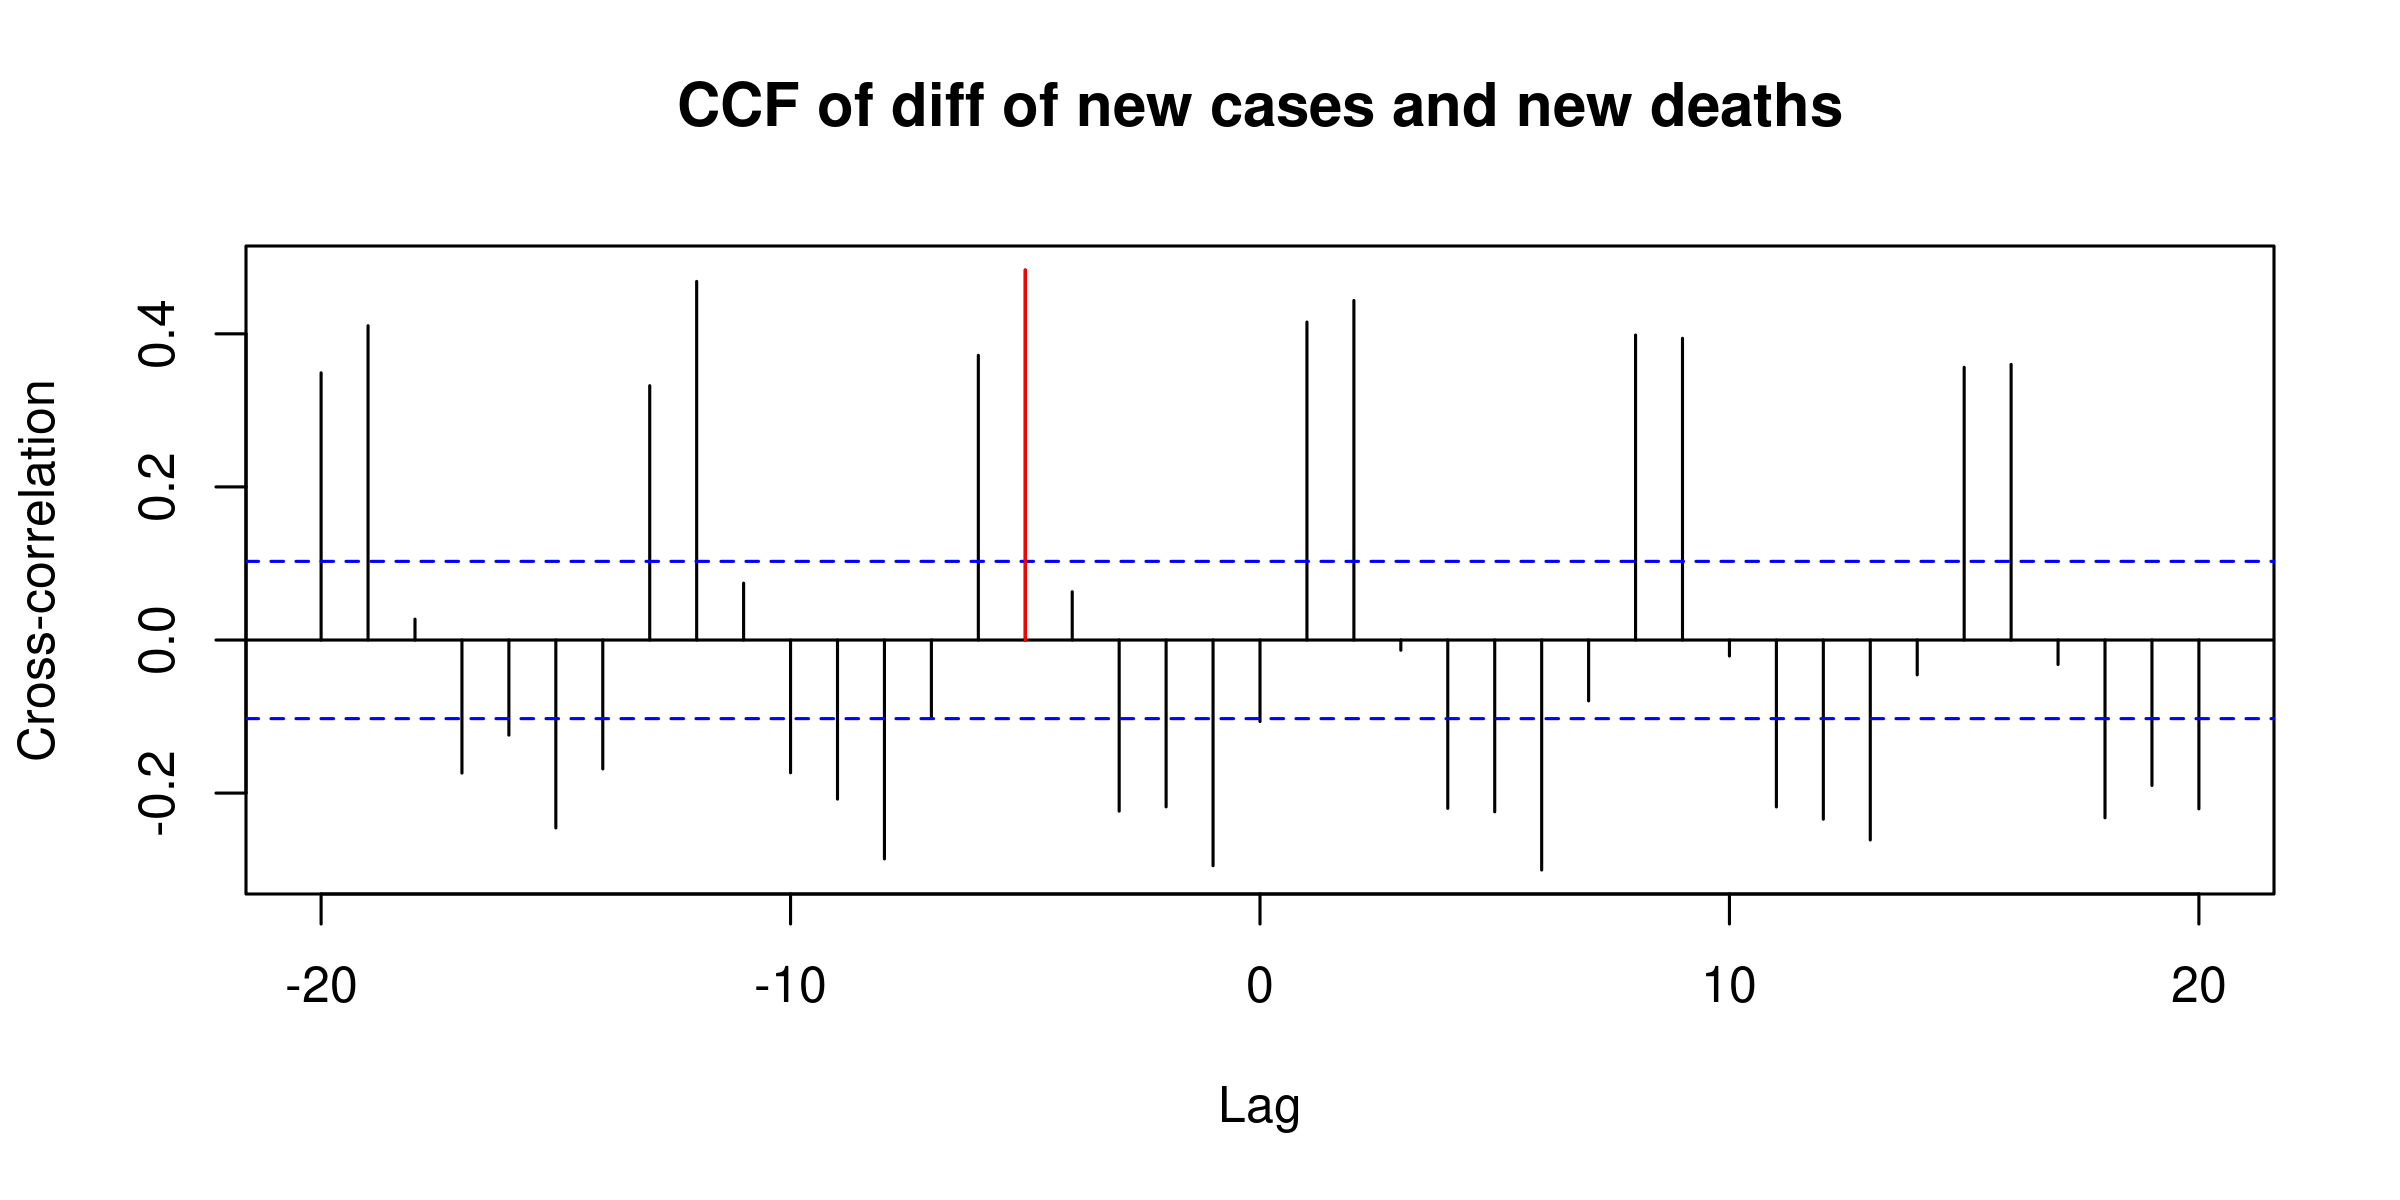 CCF of diff of new cases and new deaths
Cross-correlation
0.4
0.2
0.0
-0.2
-20 -10 0 10 20
Lag